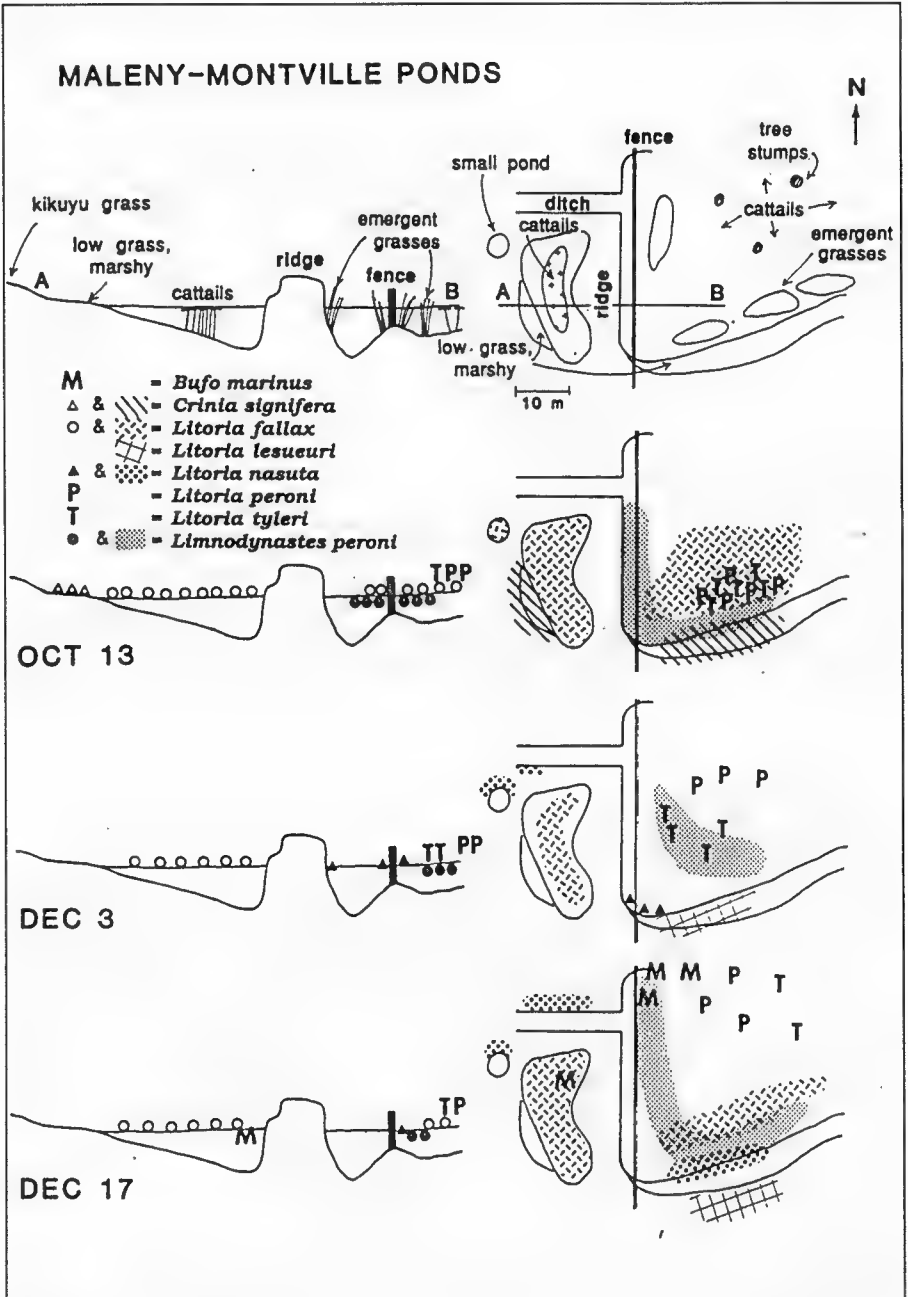 MALENY-MONTVILLE PONDS
N
fence
tree
stumps
small pond
kikuyu grass
ditch
cattails
cattails
emergent
grasses
low grass,
marshy
ridge
emergent
grasses
fence
cattails
A
B
A
ridge
B
low grass,
marshy
10 m
M = Bufo marinus
△ & = Crinia signifera
○ & = Litoria fallax
= Litoria lesueuri
▲ & = Litoria nasuta
P = Litoria peroni
T = Litoria tyleri
● & = Limnodynastes peroni
TPP
OCT 13
P P P
T T
T T
TT PP
DEC 3
M M P T
M P
P T
M
TP
M
DEC 17